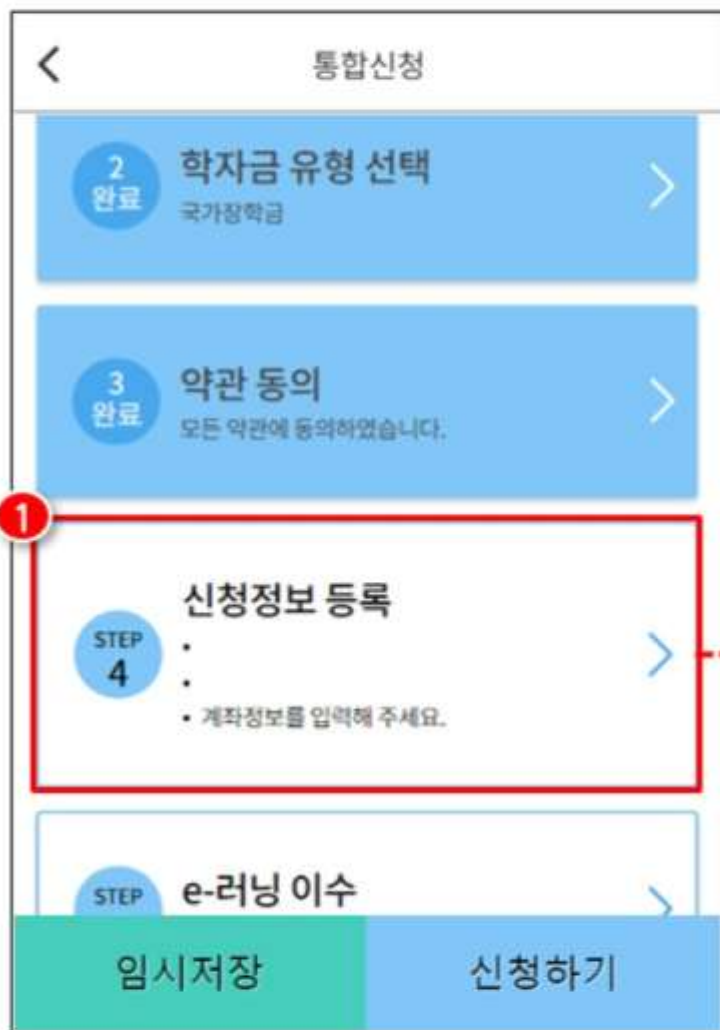 통합신청
2
완료
학자금 유형 선택
국가장학금
3
완료
약관 동의
모든 약관에 동의하였습니다.
1
신청정보 등록
STEP
4
•
•
• 계좌정보를 입력해 주세요.
STEP
e-러닝 이수
임시저장
신청하기